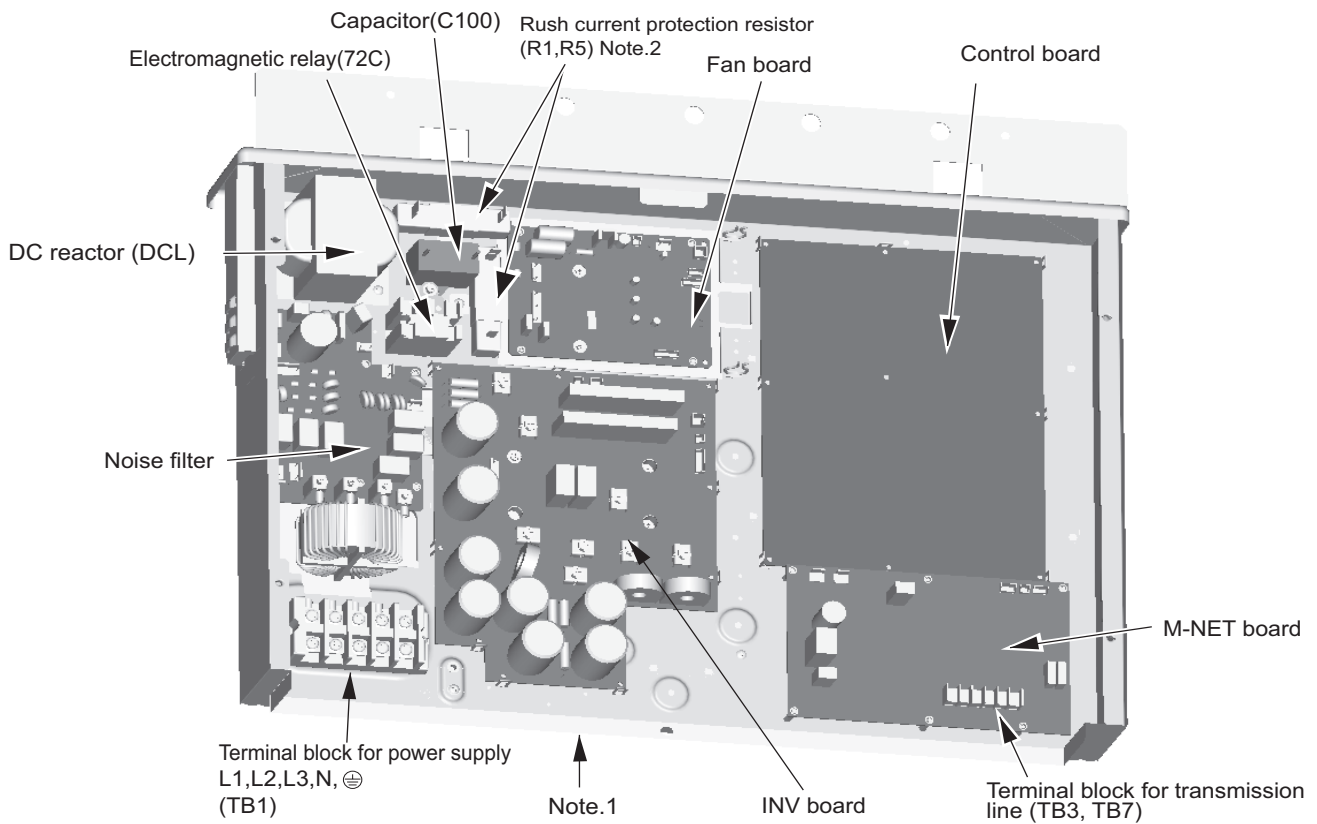 Capacitor(C100)
Rush current protection resistor
(R1,R5) Note.2
Electromagnetic relay(72C)
Fan board
Control board
DC reactor (DCL)
Noise filter
M-NET board
Terminal block for power supply
L1,L2,L3,N, ⏚
(TB1)
Note.1
INV board
Terminal block for transmission
line (TB3, TB7)